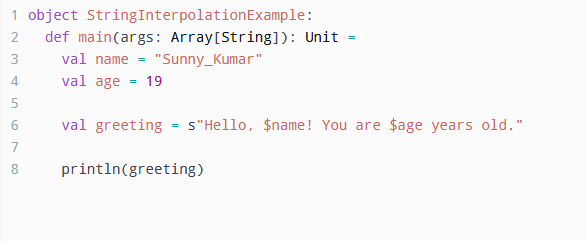 1 object StringInterpolationExample:
2   def main(args: Array[String]): Unit =
3     val name = "Sunny_Kumar"
4     val age = 19
5
6     val greeting = s"Hello, $name! You are $age years old."
7
8     println(greeting)